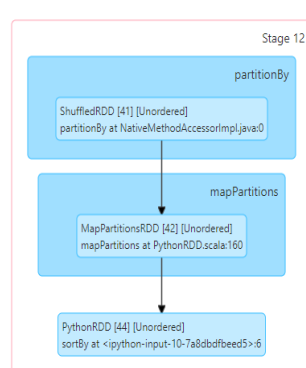 Stage 12
partitionBy
ShuffledRDD [41] [Unordered]
partitionBy at NativeMethodAccessorImpl.java:0
mapPartitions
MapPartitionsRDD [42] [Unordered]
mapPartitions at PythonRDD.scala:160
PythonRDD [44] [Unordered]
sortBy at <ipython-input-10-7a8dbdfbeed5>:6